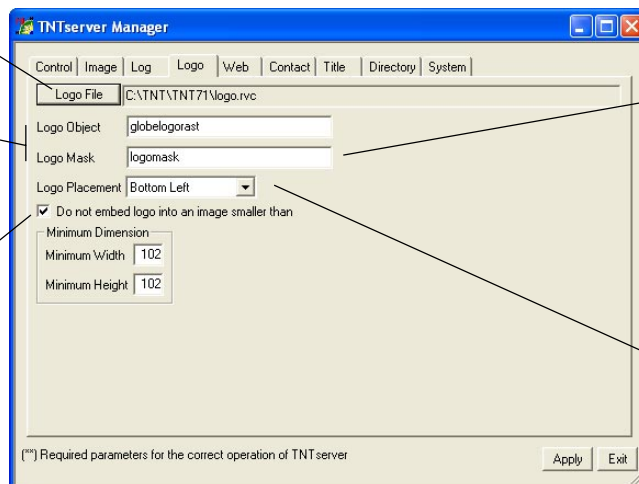 TNTserver Manager
Control Image Log Logo Web Contact Title Directory System
Logo File C:\TNT\TNT71\logo.rvc
Logo Object globelogorast
Logo Mask logomask
Logo Placement Bottom Left
Do not embed logo into an image smaller than
Minimum Dimension
Minimum Width 102
Minimum Height 102
(**) Required parameters for the correct operation of TNTserver
Apply Exit